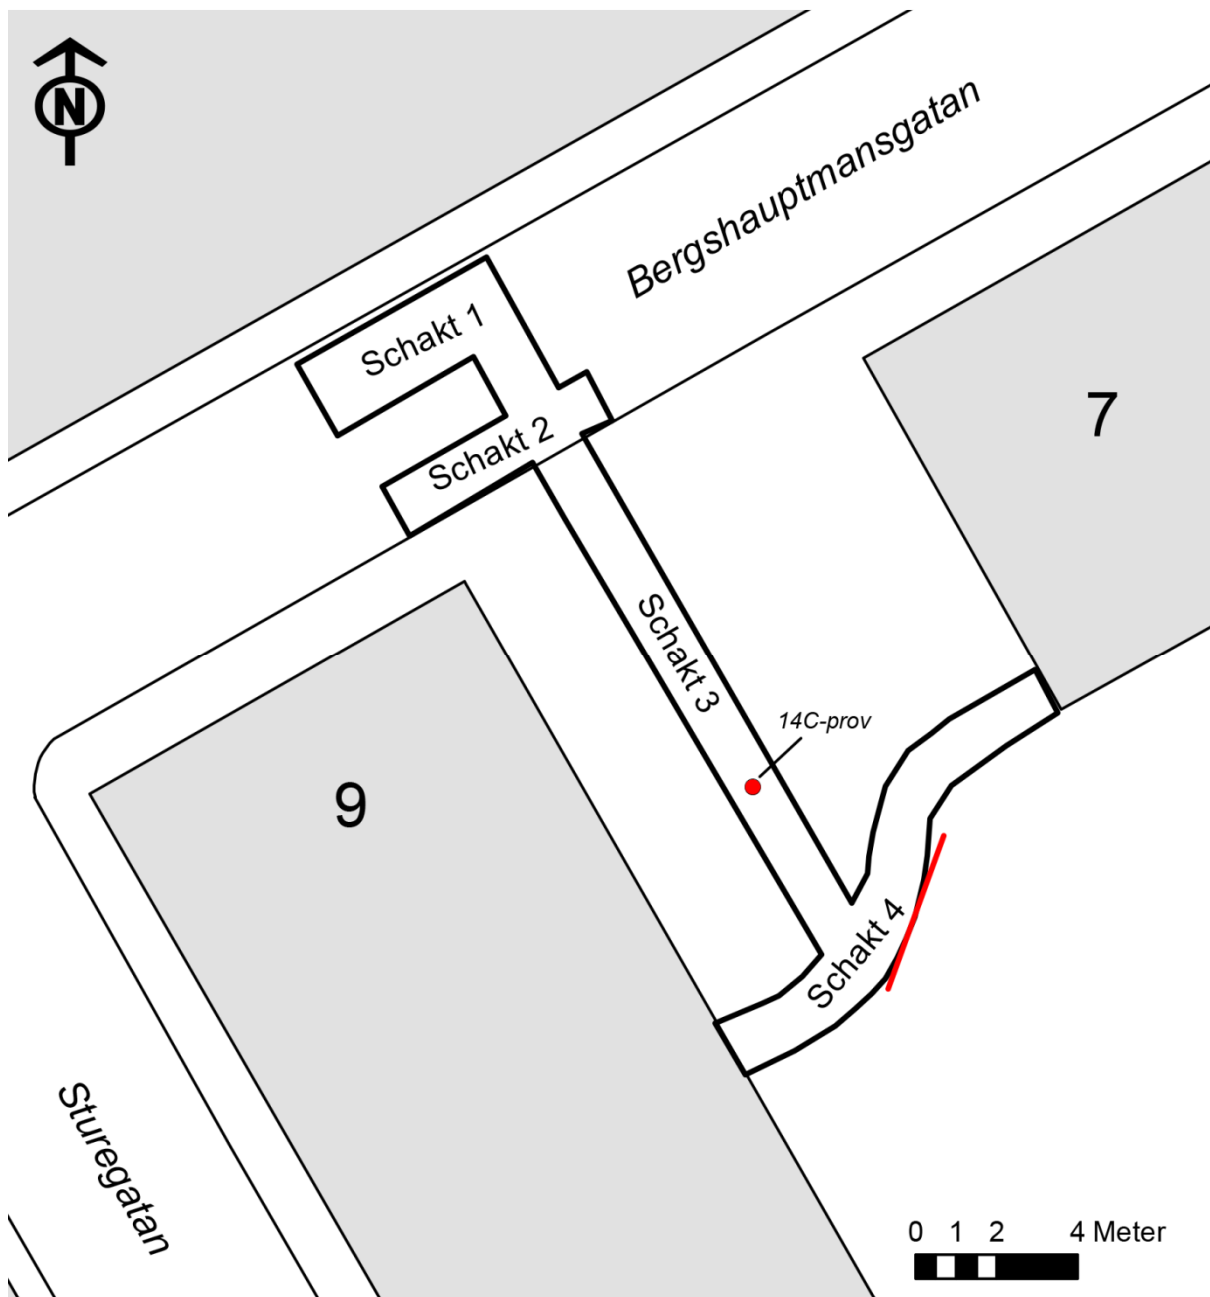 N
Bergshauptmansgatan
Schakt 1
7
Schakt 2
Schakt 3
14C-prov
9
Schakt 4
Sturegatan
0 1 2 4 Meter